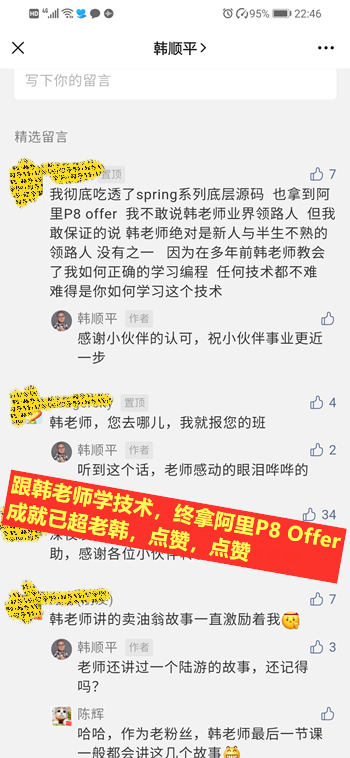 HD 4G 95% 22:46
韩顺平
写下你的留言
精选留言
置顶 7
我彻底吃透了spring系列底层源码 也拿到阿
里P8 offer 我不敢说韩老师业界领路人 但我
敢保证的说 韩老师绝对是新人与半生不熟的
领路人 没有之一 因为在多年前韩老师教会
了我如何正确的学习编程 任何技术都不难
难得是你如何学习这个技术
韩顺平 作者
感谢小伙伴的认可，祝小伙伴事业更近
一步
置顶 4
韩老师，您去哪儿，我就报您的班
韩顺平 作者 2
听到这个话，老师感动的眼泪哗哗的
34
跟韩老师学技术，终拿阿里P8 Offer
成就已超老韩，点赞，点赞
助，感谢各位小伙伴
7
韩老师讲的卖油翁故事一直激励着我
韩顺平 作者 3
老师还讲过一个陆游的故事，还记得
吗？
陈辉
哈哈，作为老粉丝，韩老师最后一节课
一般都会讲这几个故事